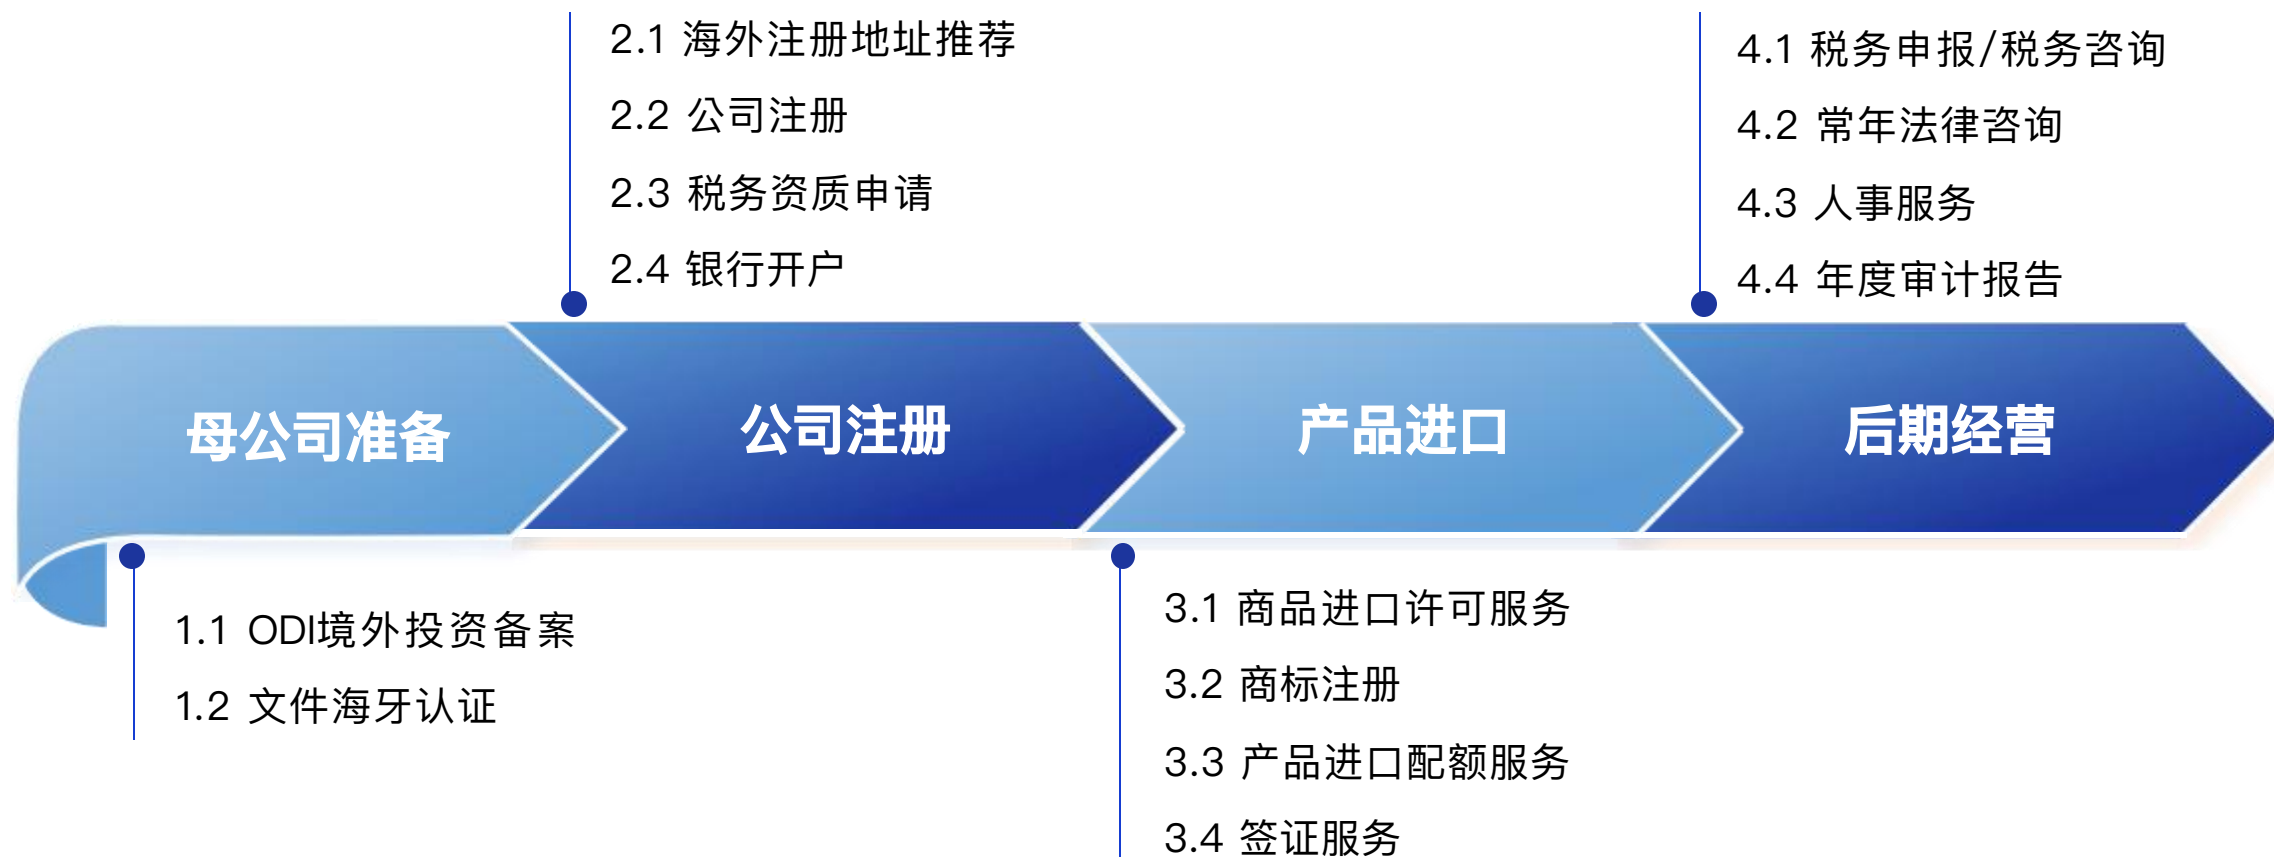 2.1 海外注册地址推荐
2.2 公司注册
2.3 税务资质申请
2.4 银行开户
4.1 税务申报/税务咨询
4.2 常年法律咨询
4.3 人事服务
4.4 年度审计报告
母公司准备
公司注册
产品进口
后期经营
1.1 ODI境外投资备案
1.2 文件海牙认证
3.1 商品进口许可服务
3.2 商标注册
3.3 产品进口配额服务
3.4 签证服务